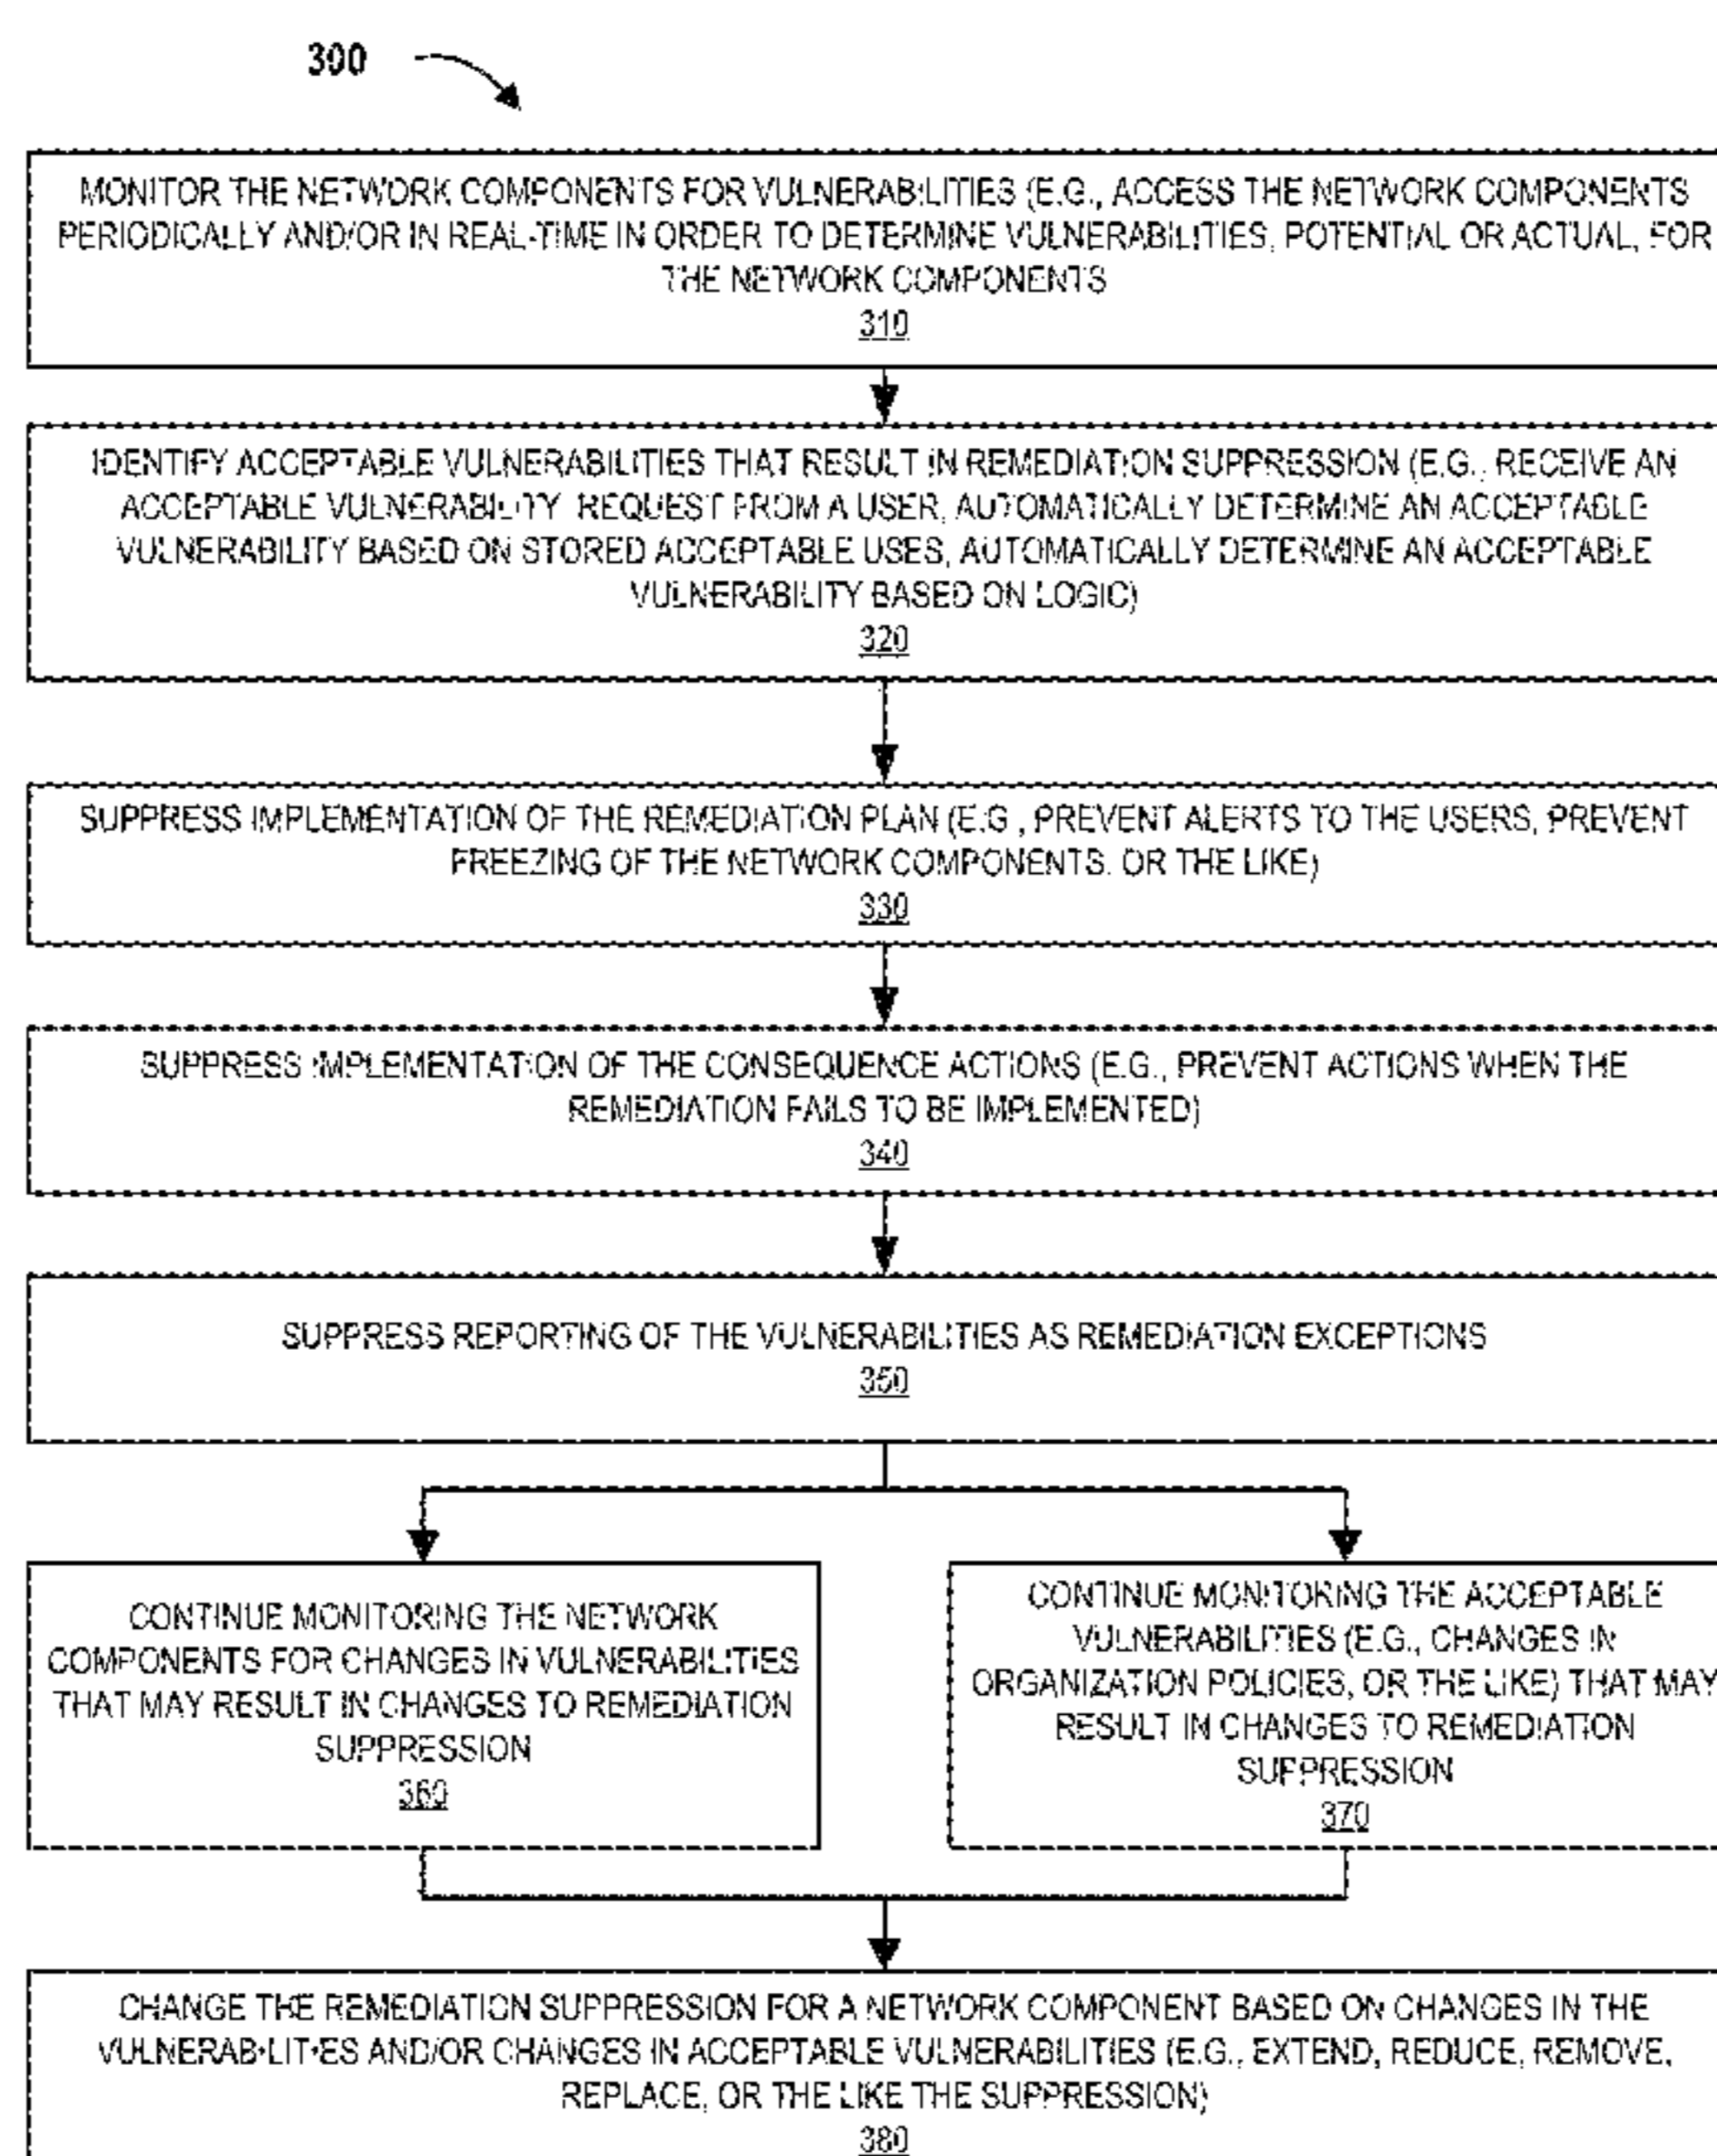 300
MONITOR THE NETWORK COMPONENTS FOR VULNERABILITIES (E.G., ACCESS THE NETWORK COMPONENTS
PERIODICALLY AND/OR IN REAL-TIME IN ORDER TO DETERMINE VULNERABILITIES, POTENTIAL OR ACTUAL, FOR
THE NETWORK COMPONENTS
310
IDENTIFY ACCEPTABLE VULNERABILITIES THAT RESULT IN REMEDIATION SUPPRESSION (E.G., RECEIVE AN
ACCEPTABLE VULNERABILITY REQUEST FROM A USER, AUTOMATICALLY DETERMINE AN ACCEPTABLE
VULNERABILITY BASED ON STORED ACCEPTABLE USES, AUTOMATICALLY DETERMINE AN ACCEPTABLE
VULNERABILITY BASED ON LOGIC)
320
SUPPRESS IMPLEMENTATION OF THE REMEDIATION PLAN (E.G., PREVENT ALERTS TO THE USERS, PREVENT
FREEZING OF THE NETWORK COMPONENTS. OR THE LIKE)
330
SUPPRESS IMPLEMENTATION OF THE CONSEQUENCE ACTIONS (E.G., PREVENT ACTIONS WHEN THE
REMEDIATION FAILS TO BE IMPLEMENTED)
340
SUPPRESS REPORTING OF THE VULNERABILITIES AS REMEDIATION EXCEPTIONS
350
CONTINUE MONITORING THE NETWORK
COMPONENTS FOR CHANGES IN VULNERABILITIES
THAT MAY RESULT IN CHANGES TO REMEDIATION
SUPPRESSION
360
CONTINUE MONITORING THE ACCEPTABLE
VULNERABILITIES (E.G., CHANGES IN
ORGANIZATION POLICIES, OR THE LIKE) THAT MAY
RESULT IN CHANGES TO REMEDIATION
SUPPRESSION
370
CHANGE THE REMEDIATION SUPPRESSION FOR A NETWORK COMPONENT BASED ON CHANGES IN THE
VULNERABILITIES AND/OR CHANGES IN ACCEPTABLE VULNERABILITIES (E.G., EXTEND, REDUCE, REMOVE,
REPLACE, OR THE LIKE THE SUPPRESSION)
380